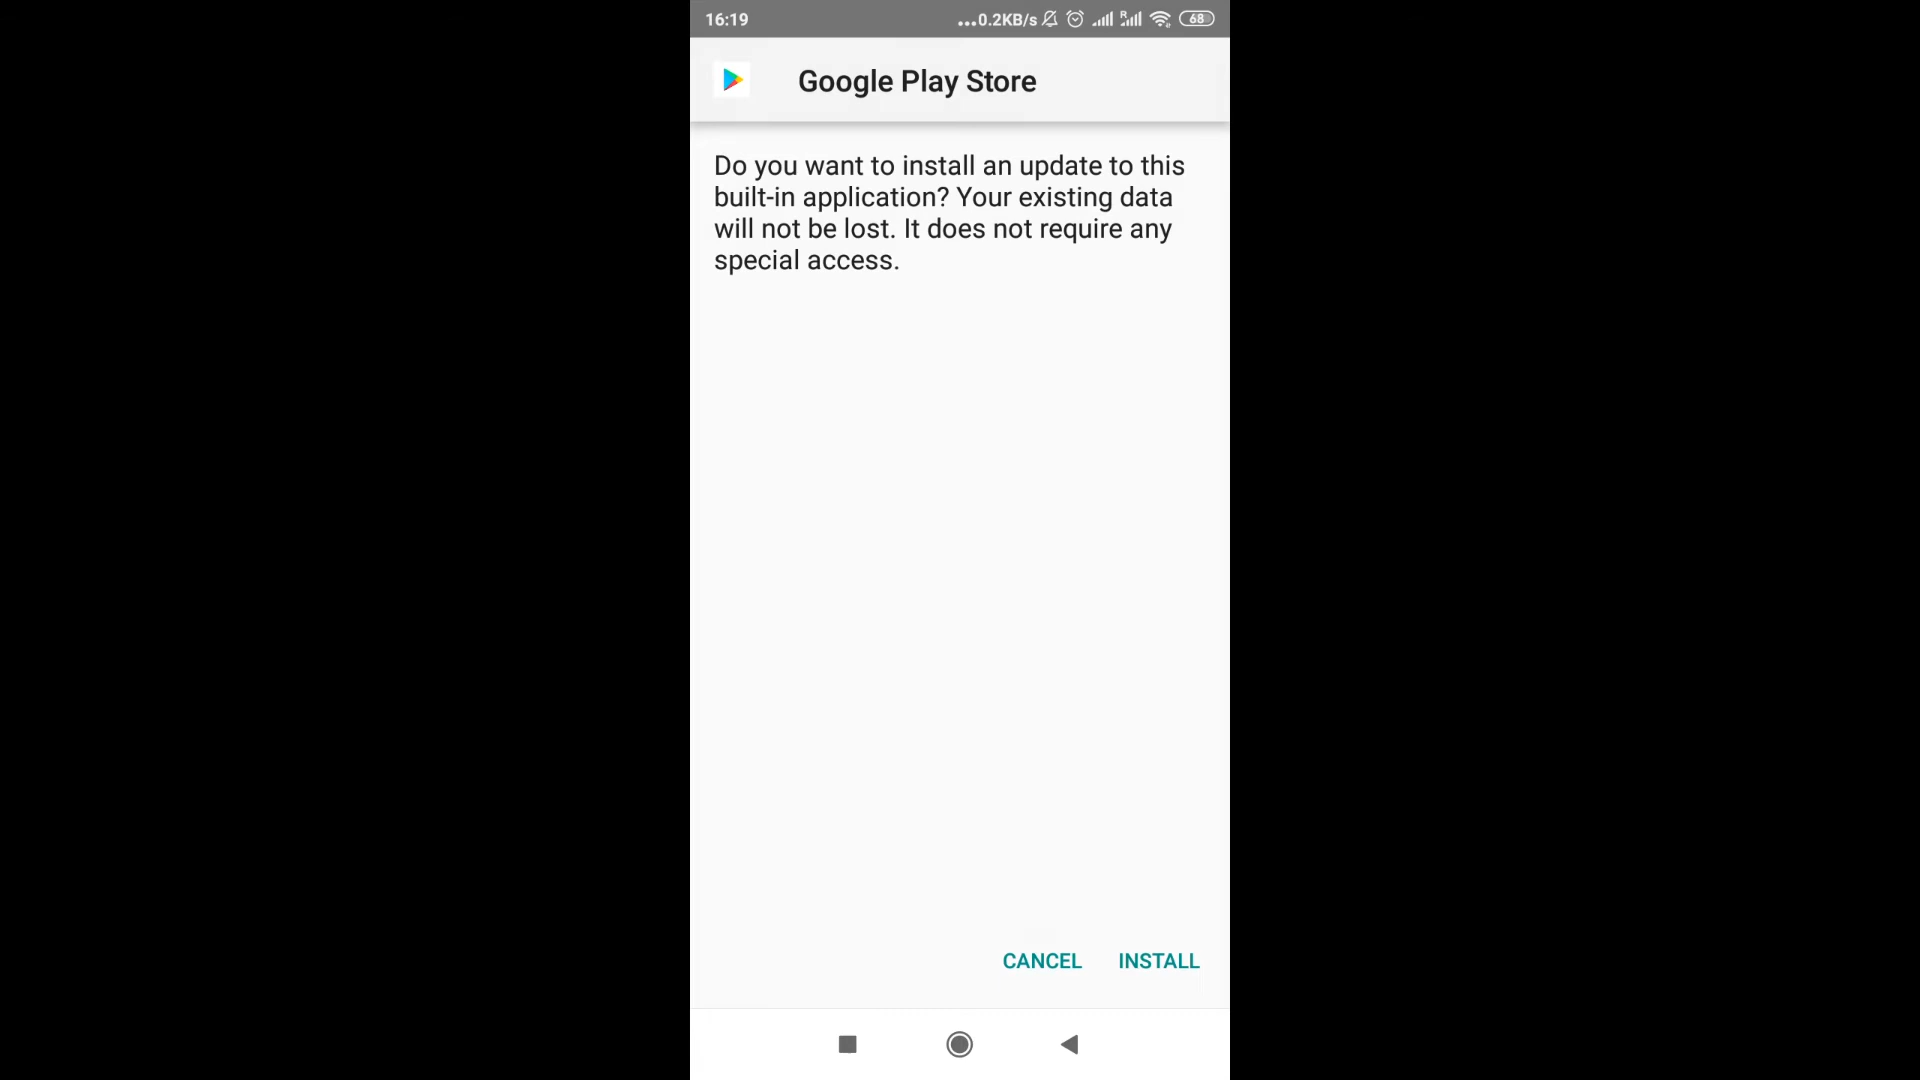 16:19 ...0.2KB/s R 68
Google Play Store
Do you want to install an update to this
built-in application? Your existing data
will not be lost. It does not require any
special access.
CANCEL INSTALL